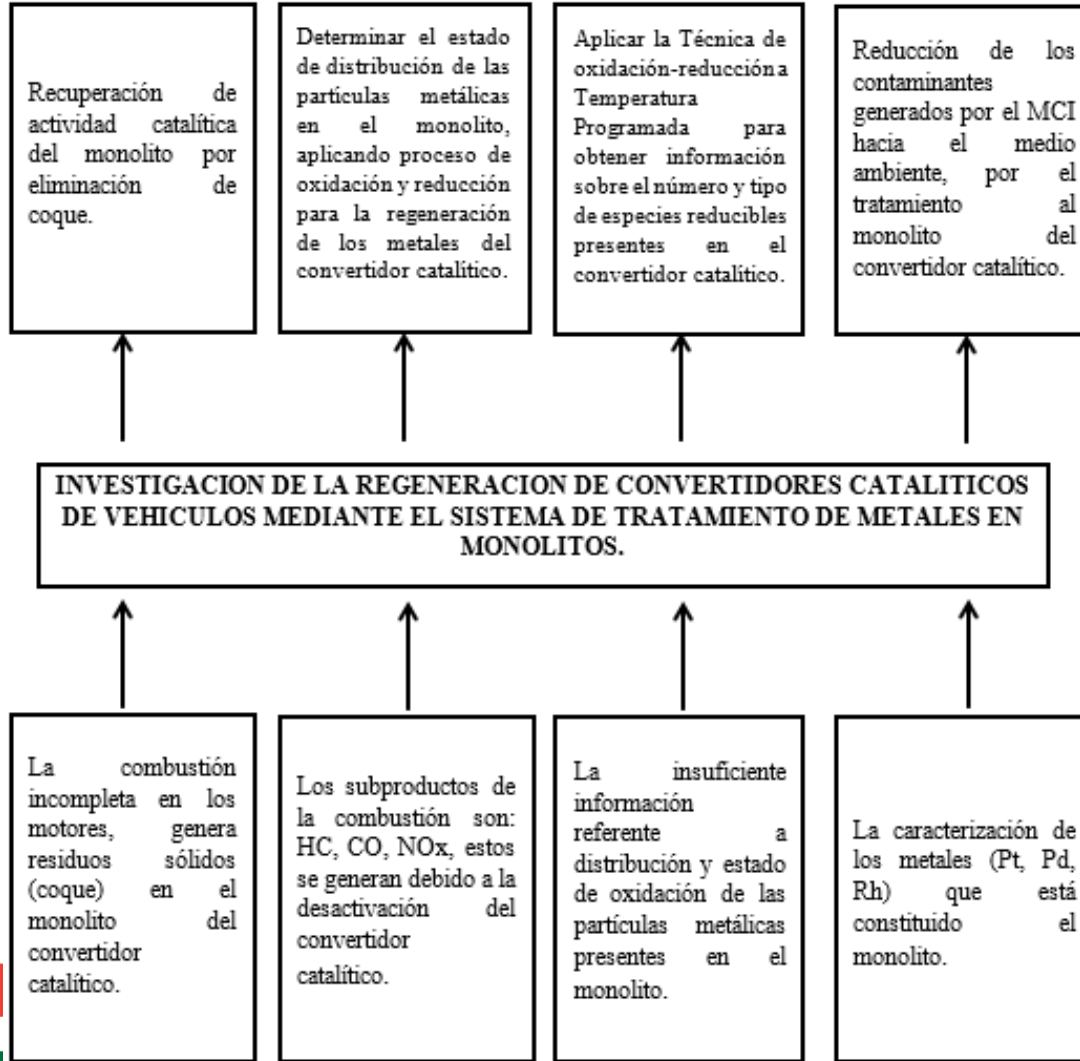 Recuperación de
actividad catalítica
del monolito por
eliminación de
coque.
Determinar el estado
de distribución de las
partículas metálicas
en el monolito,
aplicando proceso de
oxidación y reducción
para la regeneración
de los metales del
convertidor catalítico.
Aplicar la Técnica de
oxidación-reducción a
Temperatura
Programada para
obtener información
sobre el número y tipo
de especies reducibles
presentes en el
convertidor catalítico.
Reducción de los
contaminantes
generados por el MCI
hacia el medio
ambiente, por el
tratamiento al
monolito del
convertidor catalítico.
INVESTIGACION DE LA REGENERACION DE CONVERTIDORES CATALITICOS
DE VEHICULOS MEDIANTE EL SISTEMA DE TRATAMIENTO DE METALES EN
MONOLITOS.
La combustión
incompleta en los
motores, genera
residuos sólidos
(coque) en el
monolito del
convertidor
catalítico.
Los subproductos de
la combustión son:
HC, CO, NOx, estos
se generan debido a la
desactivación del
convertidor
catalítico.
La insuficiente
información
referente a
distribución y estado
de oxidación de las
partículas metálicas
presentes en el
monolito.
La caracterización de
los metales (Pt, Pd,
Rh) que está
constituido el
monolito.